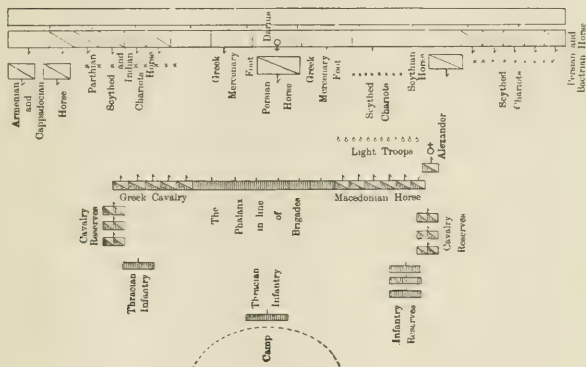 Darius
Armenian
and
Cappadocian
Horse
Parthian
and
Indian
Horse
Scythed
Chariots
Greek
Mercenary
Foot
Persian
Horse
Greek
Mercenary
Foot
Scythed
Chariots
Scythian
Horse
Scythed
Chariots
Persian and
Bactrian Horse
Light Troops
Alexander
Greek Cavalry
The
Phalanx
in line
of
Brigades
Macedonian Horse
Cavalry
Reserves
Cavalry
Reserves
Thracian
Infantry
Thracian
Infantry
Infantry
Reserves
Camp